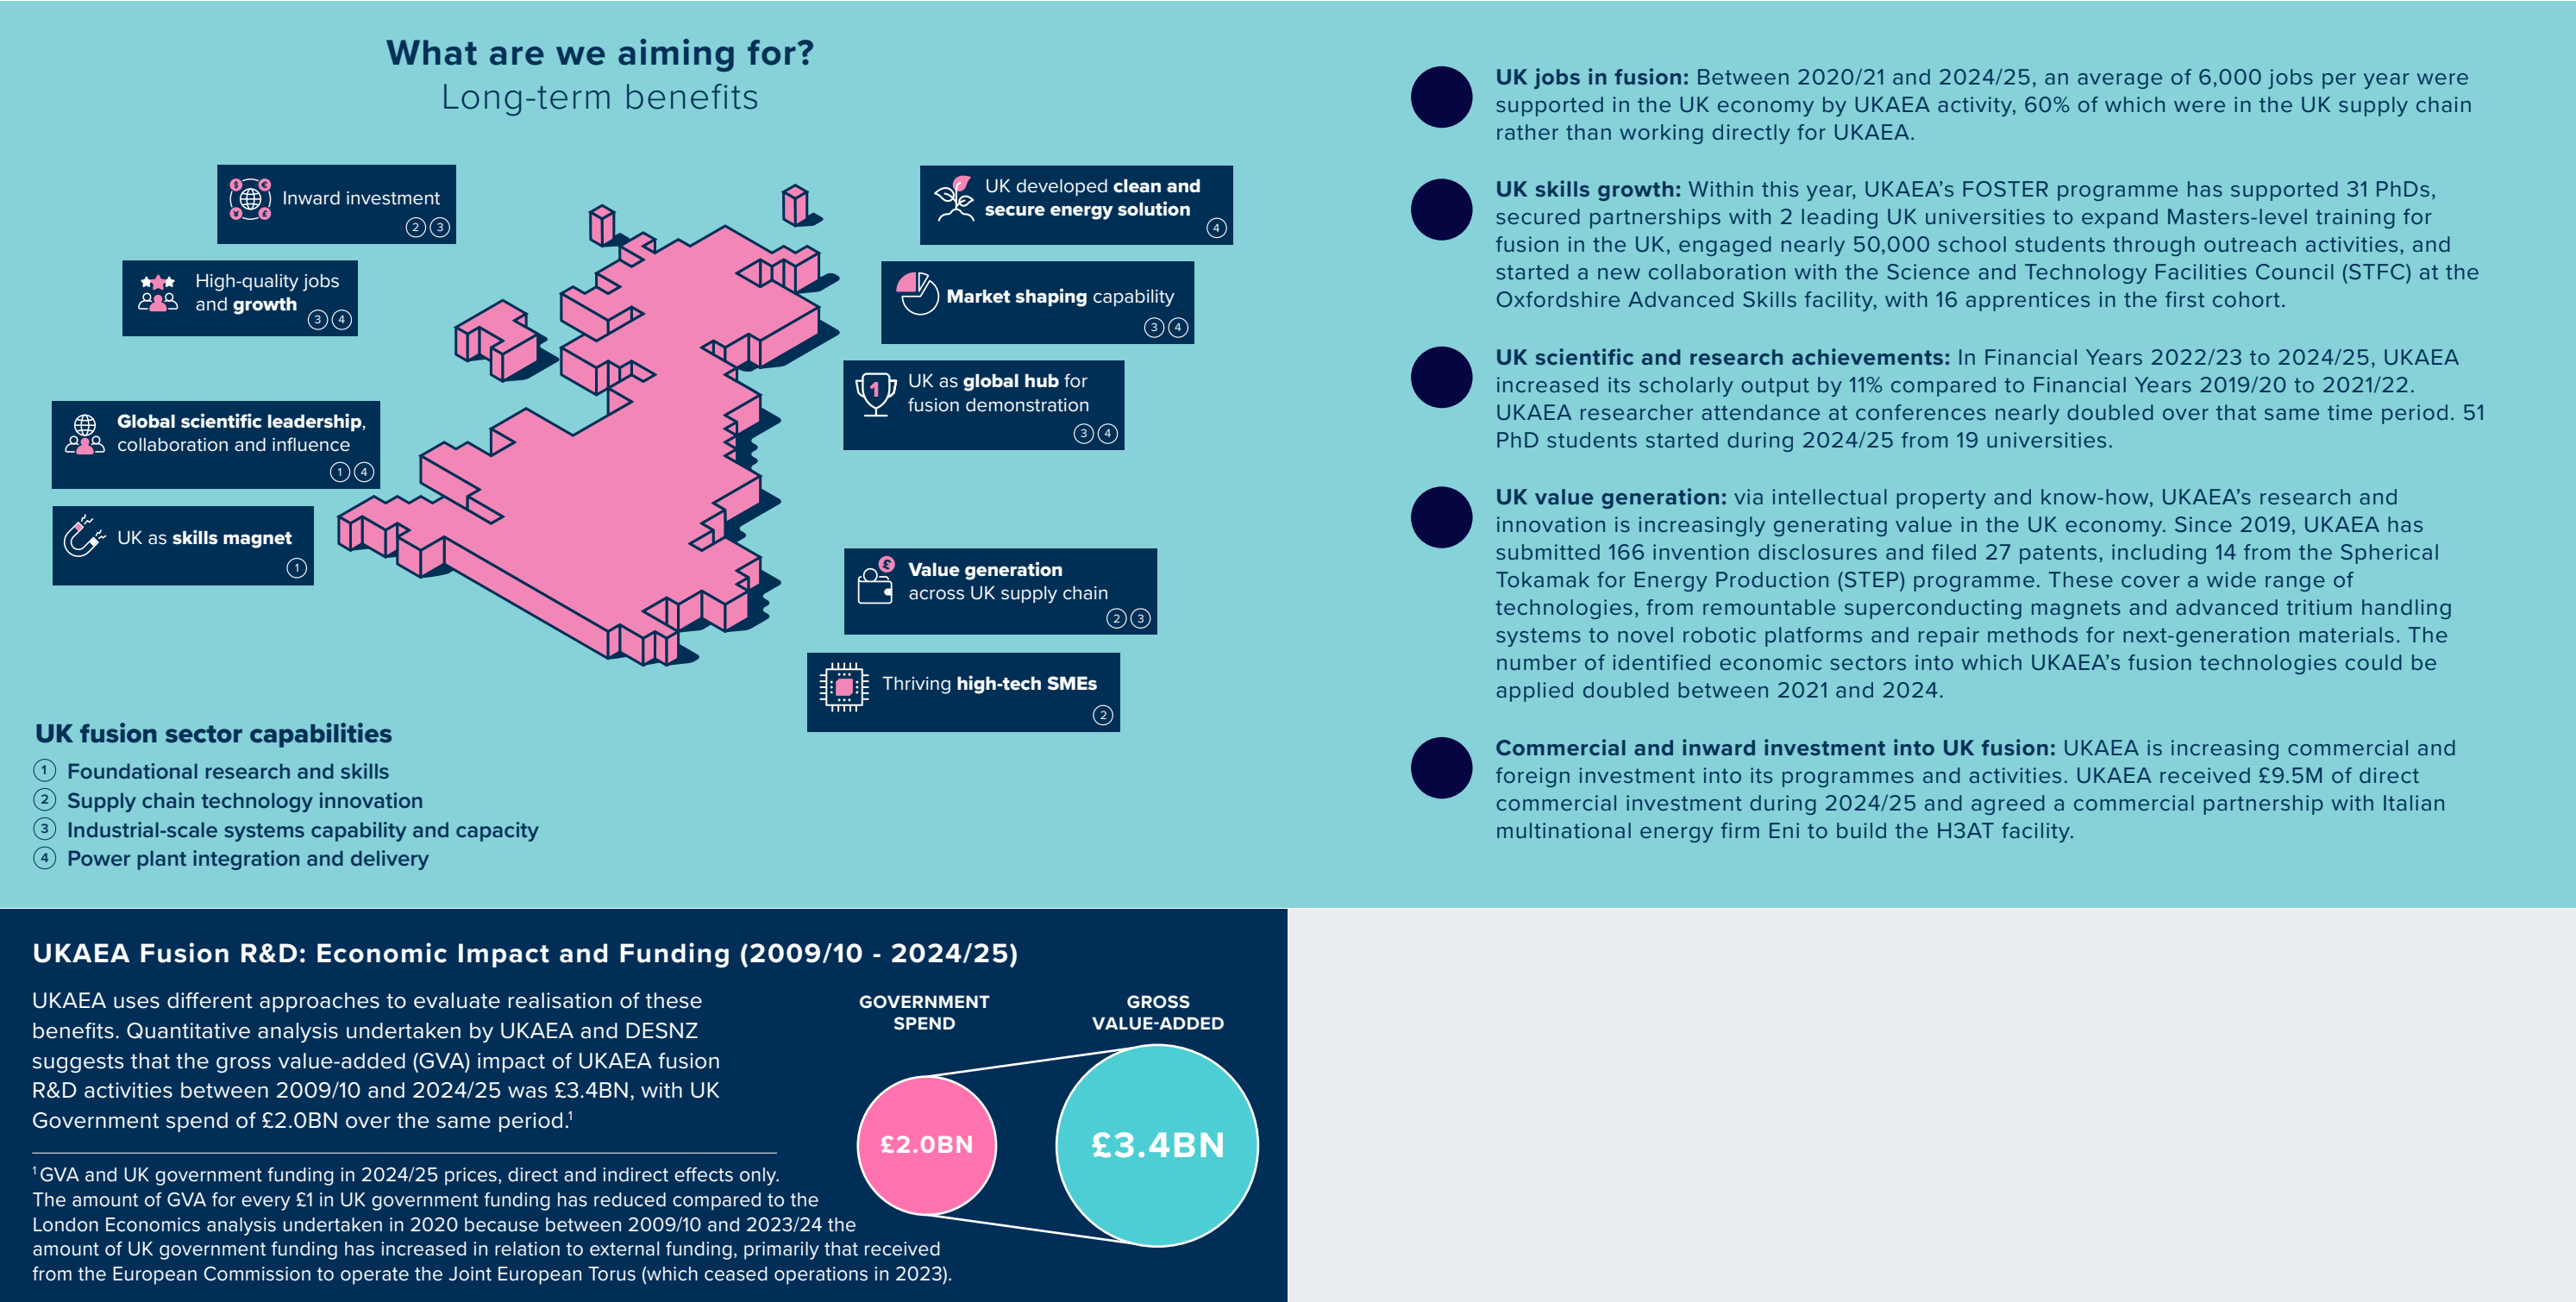 What are we aiming for?
Long-term benefits
Inward investment
2 3
High-quality jobs
and growth
3 4
Global scientific leadership,
collaboration and influence
1 4
UK as skills magnet
1
UK developed clean and
secure energy solution
4
Market shaping capability
3 4
1
UK as global hub for
fusion demonstration
3 4
£
Value generation
across UK supply chain
2 3
Thriving high-tech SMEs
2
UK fusion sector capabilities
1 Foundational research and skills
2 Supply chain technology innovation
3 Industrial-scale systems capability and capacity
4 Power plant integration and delivery
UK jobs in fusion: Between 2020/21 and 2024/25, an average of 6,000 jobs per year were
supported in the UK economy by UKAEA activity, 60% of which were in the UK supply chain
rather than working directly for UKAEA.
UK skills growth: Within this year, UKAEA’s FOSTER programme has supported 31 PhDs,
secured partnerships with 2 leading UK universities to expand Masters-level training for
fusion in the UK, engaged nearly 50,000 school students through outreach activities, and
started a new collaboration with the Science and Technology Facilities Council (STFC) at the
Oxfordshire Advanced Skills facility, with 16 apprentices in the first cohort.
UK scientific and research achievements: In Financial Years 2022/23 to 2024/25, UKAEA
increased its scholarly output by 11% compared to Financial Years 2019/20 to 2021/22.
UKAEA researcher attendance at conferences nearly doubled over that same time period. 51
PhD students started during 2024/25 from 19 universities.
UK value generation: via intellectual property and know-how, UKAEA’s research and
innovation is increasingly generating value in the UK economy. Since 2019, UKAEA has
submitted 166 invention disclosures and filed 27 patents, including 14 from the Spherical
Tokamak for Energy Production (STEP) programme. These cover a wide range of
technologies, from remountable superconducting magnets and advanced tritium handling
systems to novel robotic platforms and repair methods for next-generation materials. The
number of identified economic sectors into which UKAEA’s fusion technologies could be
applied doubled between 2021 and 2024.
Commercial and inward investment into UK fusion: UKAEA is increasing commercial and
foreign investment into its programmes and activities. UKAEA received £9.5M of direct
commercial investment during 2024/25 and agreed a commercial partnership with Italian
multinational energy firm Eni to build the H3AT facility.
UKAEA Fusion R&D: Economic Impact and Funding (2009/10 - 2024/25)
UKAEA uses different approaches to evaluate realisation of these
benefits. Quantitative analysis undertaken by UKAEA and DESNZ
suggests that the gross value-added (GVA) impact of UKAEA fusion
R&D activities between 2009/10 and 2024/25 was £3.4BN, with UK
Government spend of £2.0BN over the same period.¹
¹ GVA and UK government funding in 2024/25 prices, direct and indirect effects only.
The amount of GVA for every £1 in UK government funding has reduced compared to the
London Economics analysis undertaken in 2020 because between 2009/10 and 2023/24 the
amount of UK government funding has increased in relation to external funding, primarily that received
from the European Commission to operate the Joint European Torus (which ceased operations in 2023).
GOVERNMENT
SPEND
GROSS
VALUE-ADDED
£2.0BN
£3.4BN